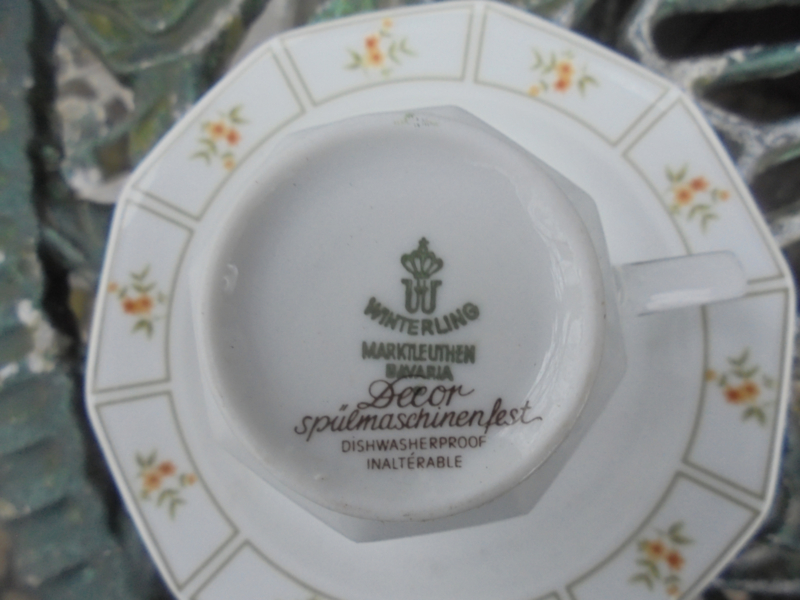 W
WINTERLING
MARKTLEUTHEN
BAVARIA
Decor
spülmaschinenfest
DISHWASHERPROOF
INALTÉRABLE